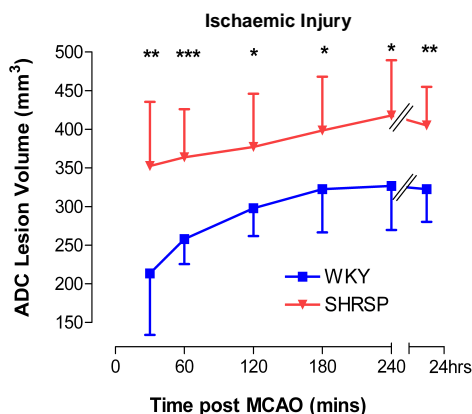 Ischaemic Injury
** *** * * * **
ADC Lesion Volume (mm³)
500
450
400
350
300
250
200
150
WKY
SHRSP
0 60 120 180 240 24hrs
Time post MCAO (mins)